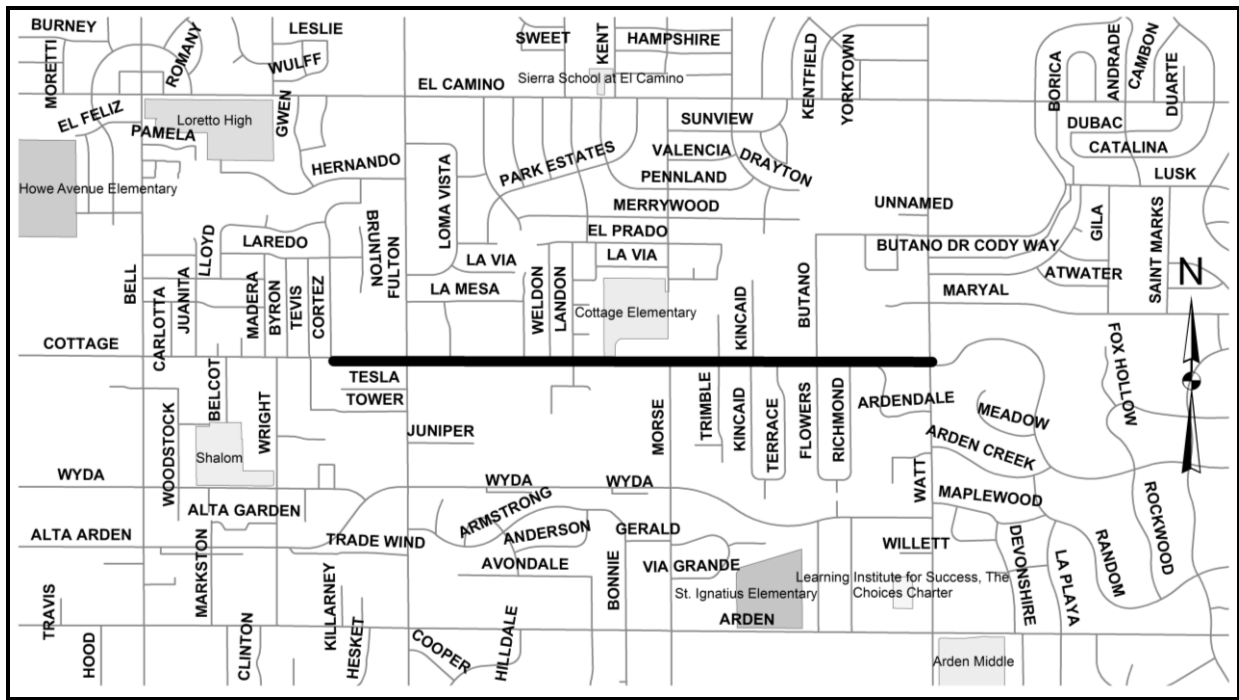 BURNEY
MORETTI
ROMANY
LESLIE
WULFF
SWEET
KENT
HAMPSHIRE
Sierra School at El Camino
EL CAMINO
KENTFIELD
YORKTOWN
BORICA
ANDRADE
CAMBON
DUARTE
EL FELIZ
Loretto High
PAMELA
GWEN
HERNANDO
Howe Avenue Elementary
LOMA VISTA
PARK ESTATES
SUNVIEW
VALENCIA
DRAYTON
PENNLAND
MERRYWOOD
DUBAC
CATALINA
LUSK
UNNAMED
GILA
SAINT MARKS
N
BELL
LLOYD
LAREDO
BRUNTON
FULTON
EL PRADO
LA VIA
LA VIA
BUTANO DR CODY WAY
ATWATER
MARYAL
CARLOTTA
JUANITA
MADERA
BYRON
TEVIS
CORTEZ
LA MESA
WELDON
LANDON
Cottage Elementary
KINCAID
BUTANO
COTTAGE
FOX HOLLOW
BELCOT
WRIGHT
TESLA
TOWER
WOODSTOCK
Shalom
JUNIPER
MORSE
TRIMBLE
KINCAID
TERRACE
FLOWERS
RICHMOND
ARDENDALE
MEADOW
ARDEN CREEK
WATT
WYDA
WYDA
WYDA
MAPLEWOOD
ROCKWOOD
ALTA GARDEN
ARMSTRONG
ANDERSON
GERALD
ALTA ARDEN
TRADE WIND
AVONDALE
BONNIE
VIA GRANDE
WILLETT
DEVONSHIRE
LA PLAYA
RANDOM
MARKSTON
St. Ignatius Elementary
Learning Institute for Success, The
Choices Charter
ARDEN
TRAVIS
HOOD
CLINTON
KILLARNEY
HESKET
COOPER
HILLDALE
Arden Middle